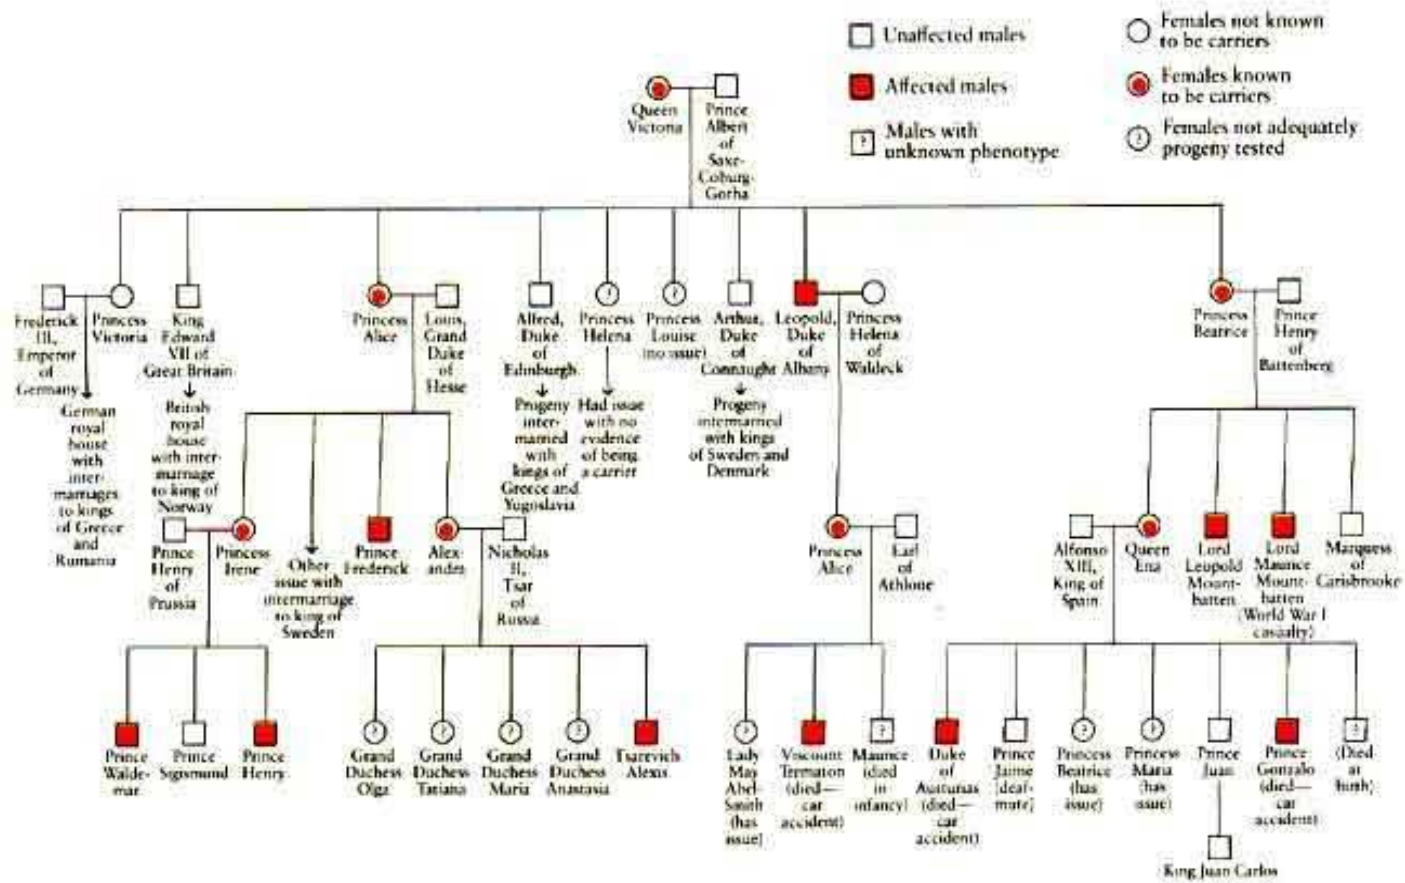 Unaffected males
Females not known
to be carriers
Affected males
Females known
to be carriers
?
Males with
unknown phenotype
?
Females not adequately
progeny tested
Queen
Victoria
Prince
Albert
of
Saxe-
Coburg-
Gotha
Frederick
III,
Emperor
of
Germany
Princess
Victoria
German
royal
house
with
inter-
marriages
to kings
of Greece
and
Rumania
King
Edward
VII of
Great Britain
British
royal
house
with inter-
marriage
to king of
Norway
Princess
Alice
Louis,
Grand
Duke
of
Hesse
Alfred,
Duke
of
Edinburgh
Progeny
inter-
married
with
kings of
Greece and
Yugoslavia
?
Princess
Helena
Had issue
with no
evidence
of being
a carrier
?
Princess
Louise
(no issue)
Arthur,
Duke
of
Connaught
Progeny
intermarried
with kings
of Sweden and
Denmark
Leopold,
Duke
of
Albany
Princess
Helena
of
Waldeck
Princess
Beatrice
Prince
Henry
of
Battenberg
Prince
Henry
of
Prussia
Princess
Irene
Other
issue with
intermarriage
to king of
Sweden
Prince
Frederick
Alex-
andra
Nicholas
II,
Tsar
of
Russia
Princess
Alice
Earl
of
Athlone
Alfonso
XIII,
King of
Spain
Queen
Ena
Lord
Leopold
Mount-
batten
Lord
Maurice
Mount-
batten
(World War I
casualty)
Marquess
of
Carisbrooke
Prince
Walde-
mar
Prince
Sigismund
Prince
Henry
?
Grand
Duchess
Olga
?
Grand
Duchess
Tatiana
?
Grand
Duchess
Maria
?
Grand
Duchess
Anastasia
Tsarevich
Alexis
?
Lady
May
Abel-
Smith
(has
issue)
Viscount
Trematon
(died—
car
accident)
?
Maurice
(died
in
infancy)
Duke
of
Austurias
(died—
car
accident)
Prince
Jaime
(deaf-
mute)
?
Princess
Beatrice
(has
issue)
?
Princess
Maria
(has
issue)
Prince
Juan
Prince
Gonzalo
(died—
car
accident)
?
(Died
at
birth)
King Juan Carlos